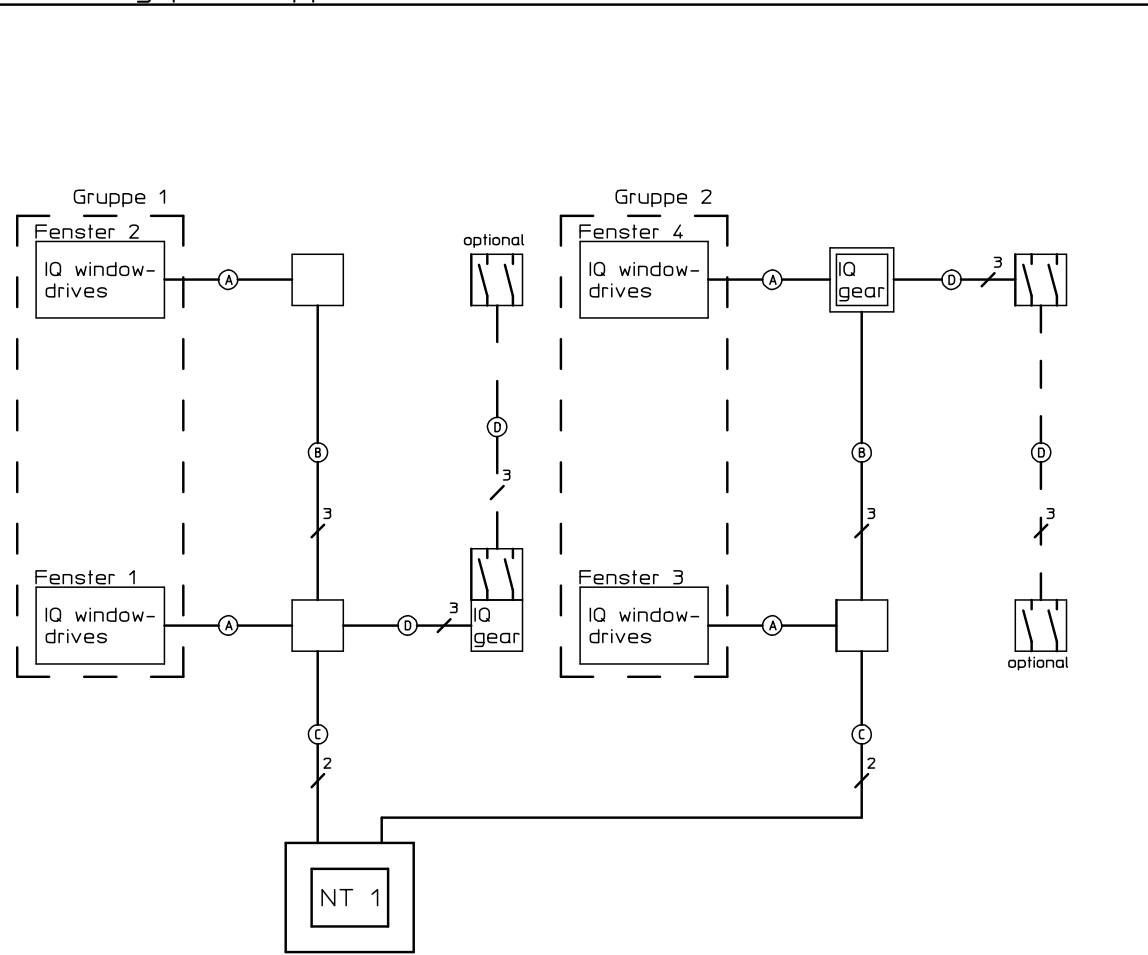 Gruppe 1
Gruppe 2
Fenster 2
optional
Fenster 4
IQ window-
drives
A
IQ window-
drives
A
IQ
gear
D
3
D
B
3
B
D
3
3
3
Fenster 1
Fenster 3
IQ window-
drives
A
D
3
IQ
gear
IQ window-
drives
A
optional
C
2
C
2
NT 1